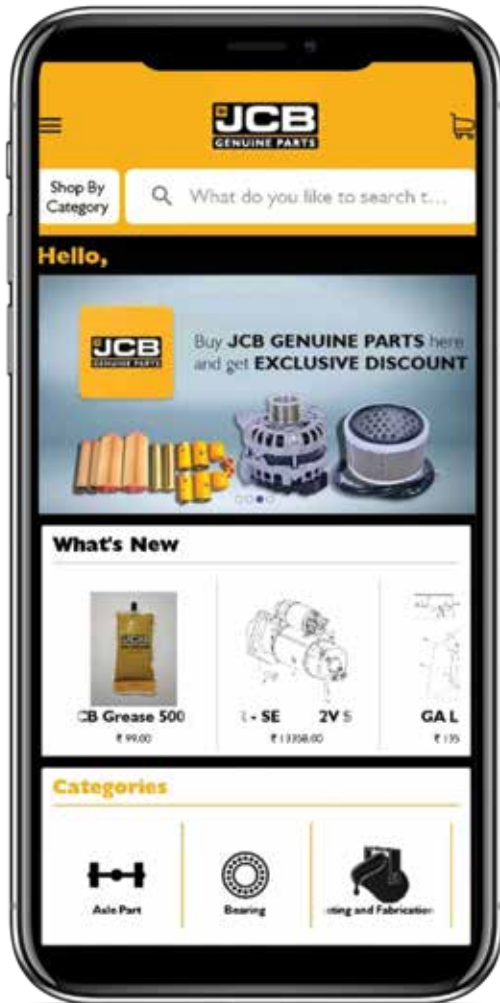 JCB
GENUINE PARTS
Shop By
Category
What do you like to search t...
Hello,
JCB
GENUINE PARTS
Buy JCB GENUINE PARTS here
and get EXCLUSIVE DISCOUNT
What's New
CB Grease 500
- SE 2V 5
GA L
₹ 99.00
₹ 13358.00
₹ 135
Categories
Axle Part
Bearing
ting and Fabrication